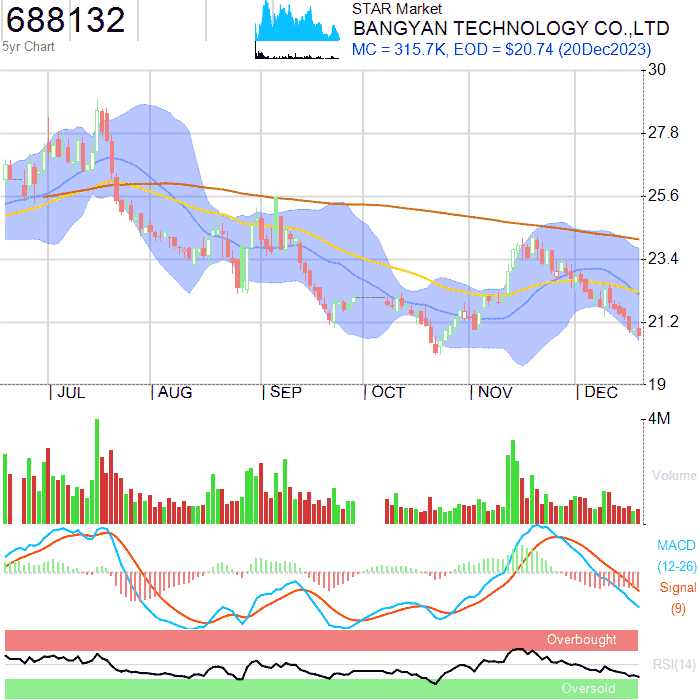 688132
5yr Chart
STAR Market
BANGYAN TECHNOLOGY CO.,LTD
MC = 315.7K, EOD = $20.74 (20Dec2023)
30
27.8
25.6
23.4
21.2
19
JUL AUG SEP OCT NOV DEC
4M
Volume
MACD
(12-26)
Signal
(9)
Overbought
RSI(14)
Oversold